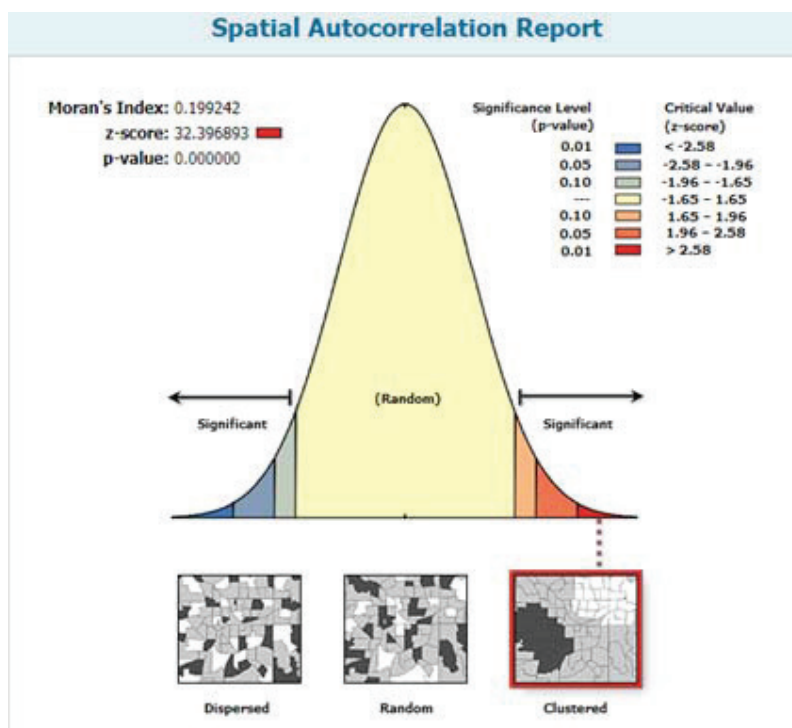 Spatial Autocorrelation Report
Moran's Index: 0.199242
z-score: 32.396893
p-value: 0.000000
Significance Level (p-value) Critical Value (z-score)
0.01 < -2.58
0.05 -2.58 – -1.96
0.10 -1.96 – -1.65
--- -1.65 – 1.65
0.10 1.65 – 1.96
0.05 1.96 – 2.58
0.01 > 2.58
(Random)
Significant Significant
Dispersed Random Clustered